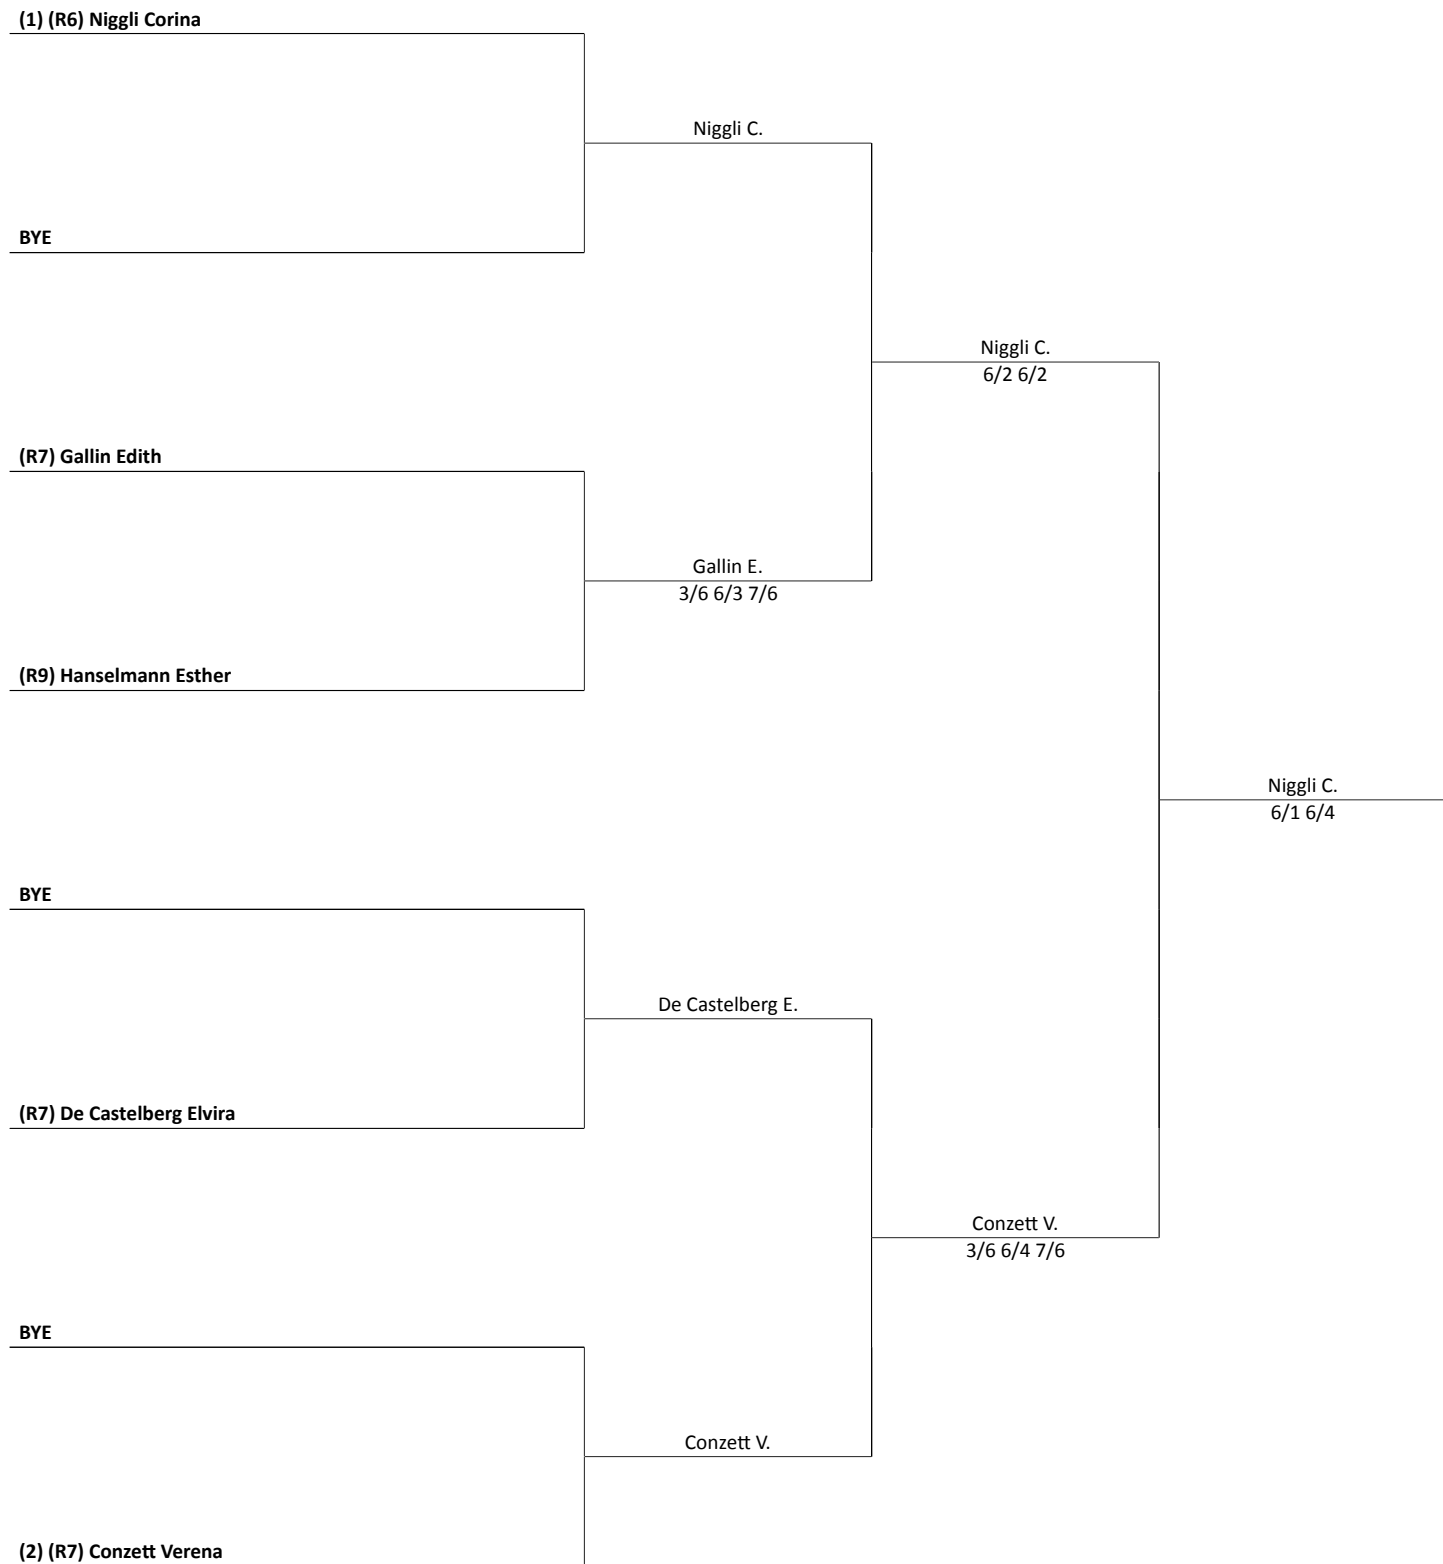 (1) (R6) Niggli Corina
Niggli C.
BYE
Niggli C.
6/2 6/2
(R7) Gallin Edith
Gallin E.
3/6 6/3 7/6
(R9) Hanselmann Esther
Niggli C.
6/1 6/4
BYE
De Castelberg E.
(R7) De Castelberg Elvira
Conzett V.
3/6 6/4 7/6
BYE
Conzett V.
(2) (R7) Conzett Verena